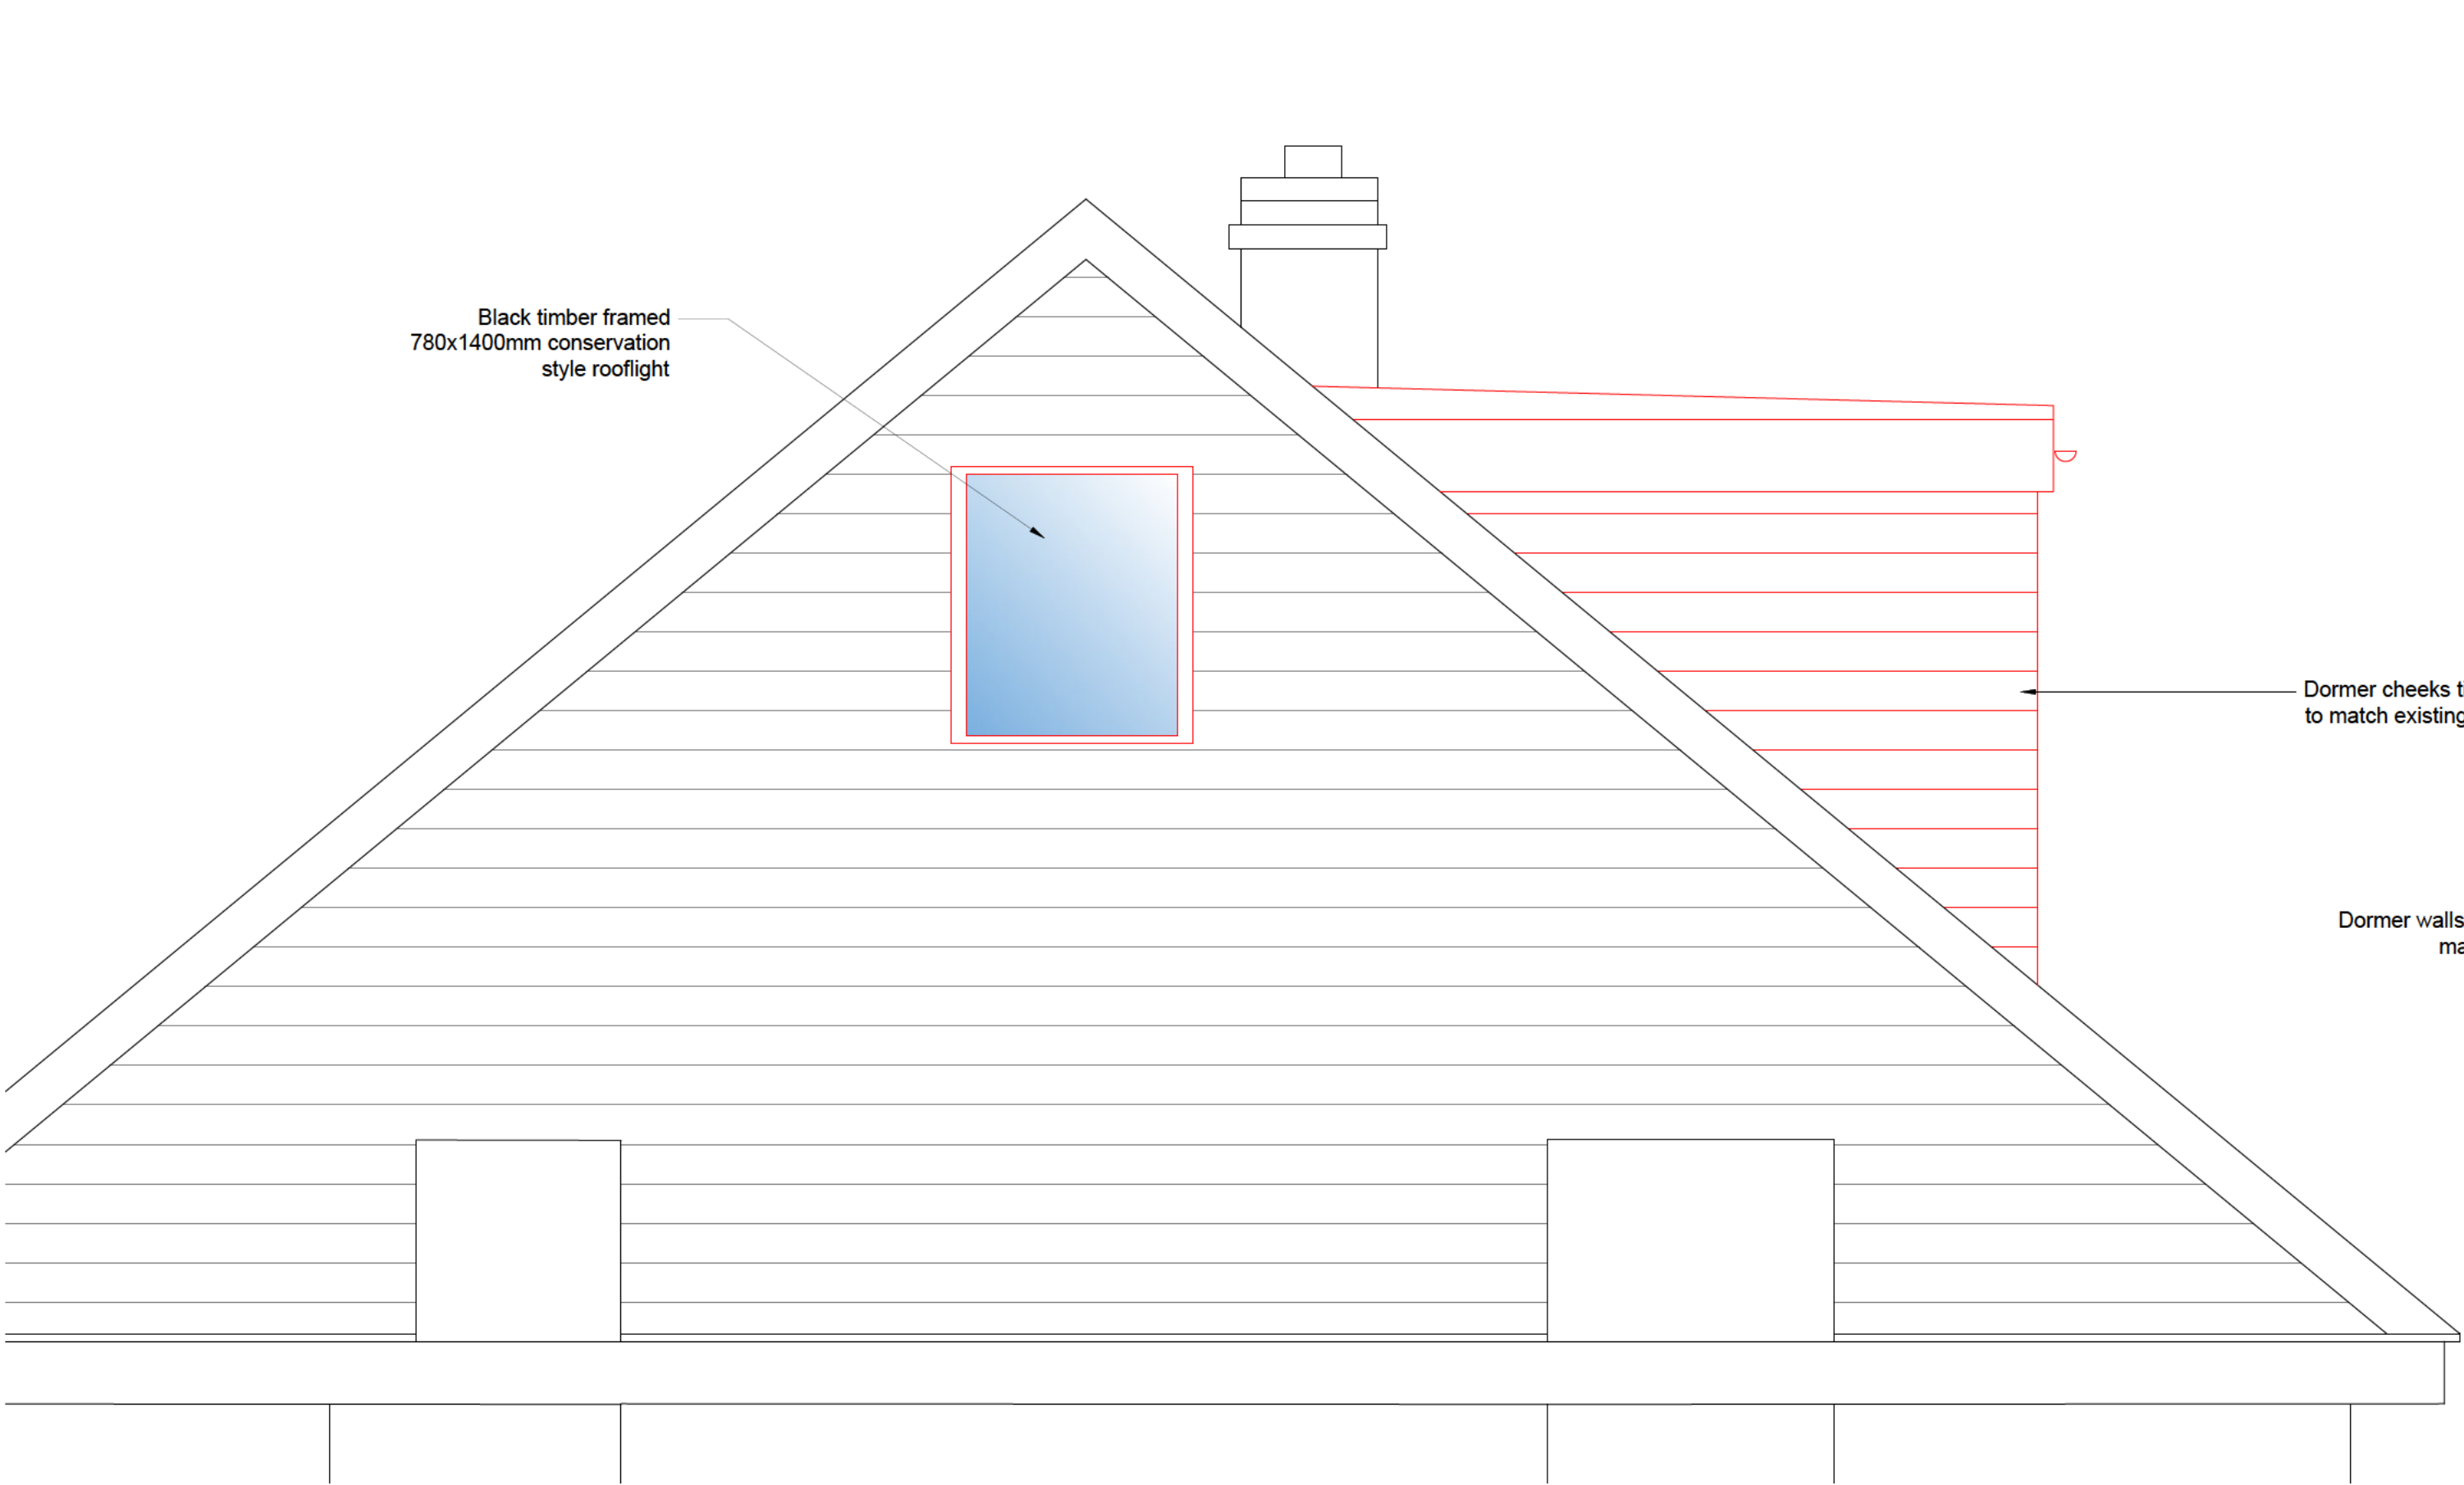 Black timber framed
780x1400mm conservation
style rooflight
Dormer cheeks
to match existing
Dormer walls